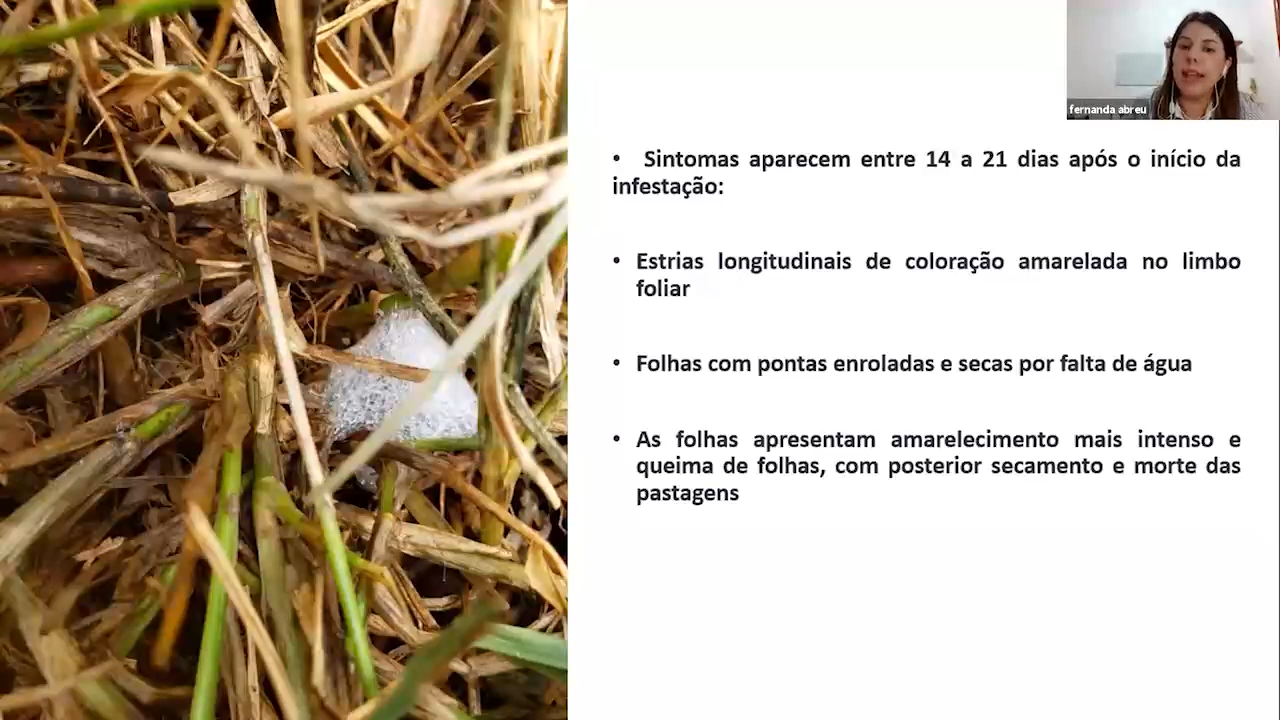 fernanda abreu
• Sintomas aparecem entre 14 a 21 dias após o início da
infestação:
• Estrias longitudinais de coloração amarelada no limbo
foliar
• Folhas com pontas enroladas e secas por falta de água
• As folhas apresentam amarelecimento mais intenso e
queima de folhas, com posterior secamento e morte das
pastagens